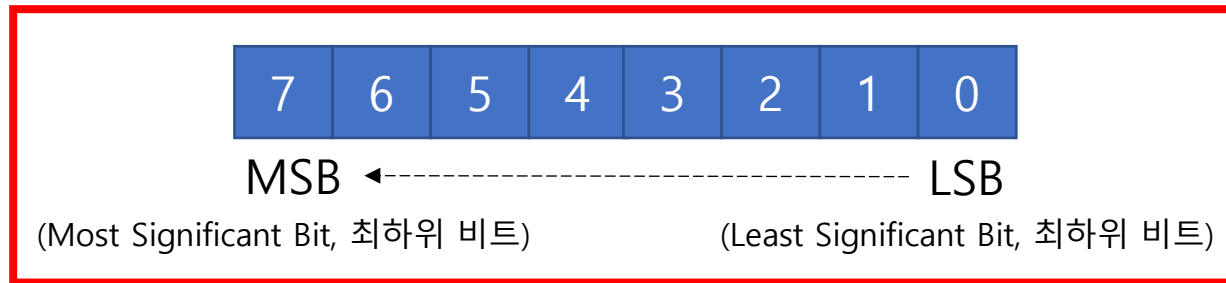 7 6 5 4 3 2 1 0
MSB LSB
(Most Significant Bit, 최하위 비트) (Least Significant Bit, 최하위 비트)